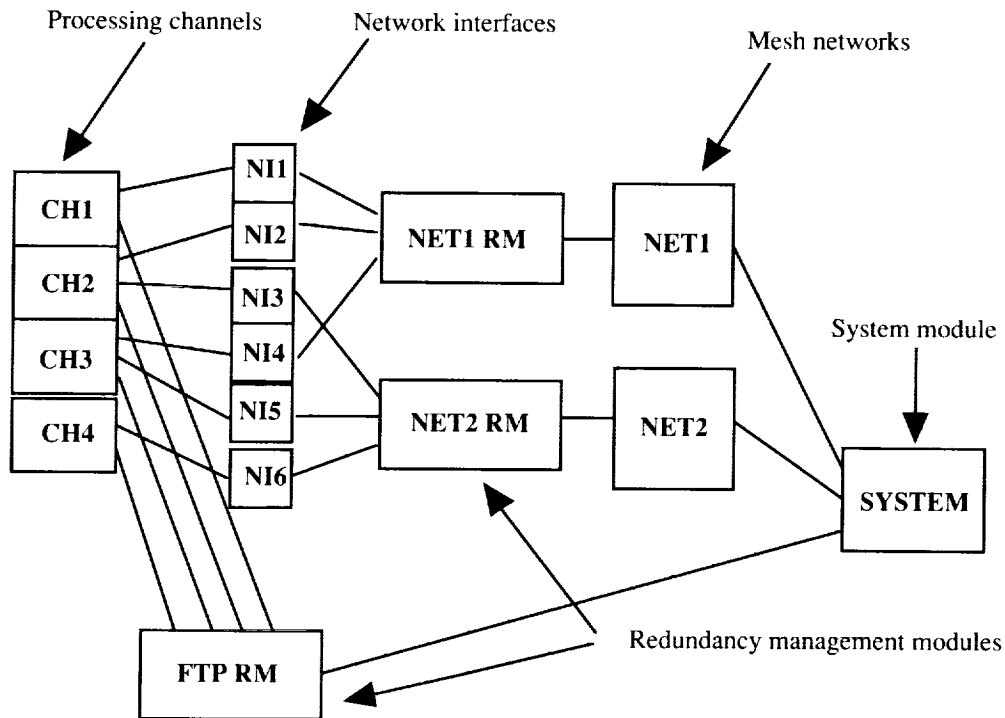 Processing channels
Network interfaces
Mesh networks
CH1
CH2
CH3
CH4
NI1
NI2
NI3
NI4
NI5
NI6
NET1 RM
NET2 RM
NET1
NET2
System module
SYSTEM
FTP RM
Redundancy management modules